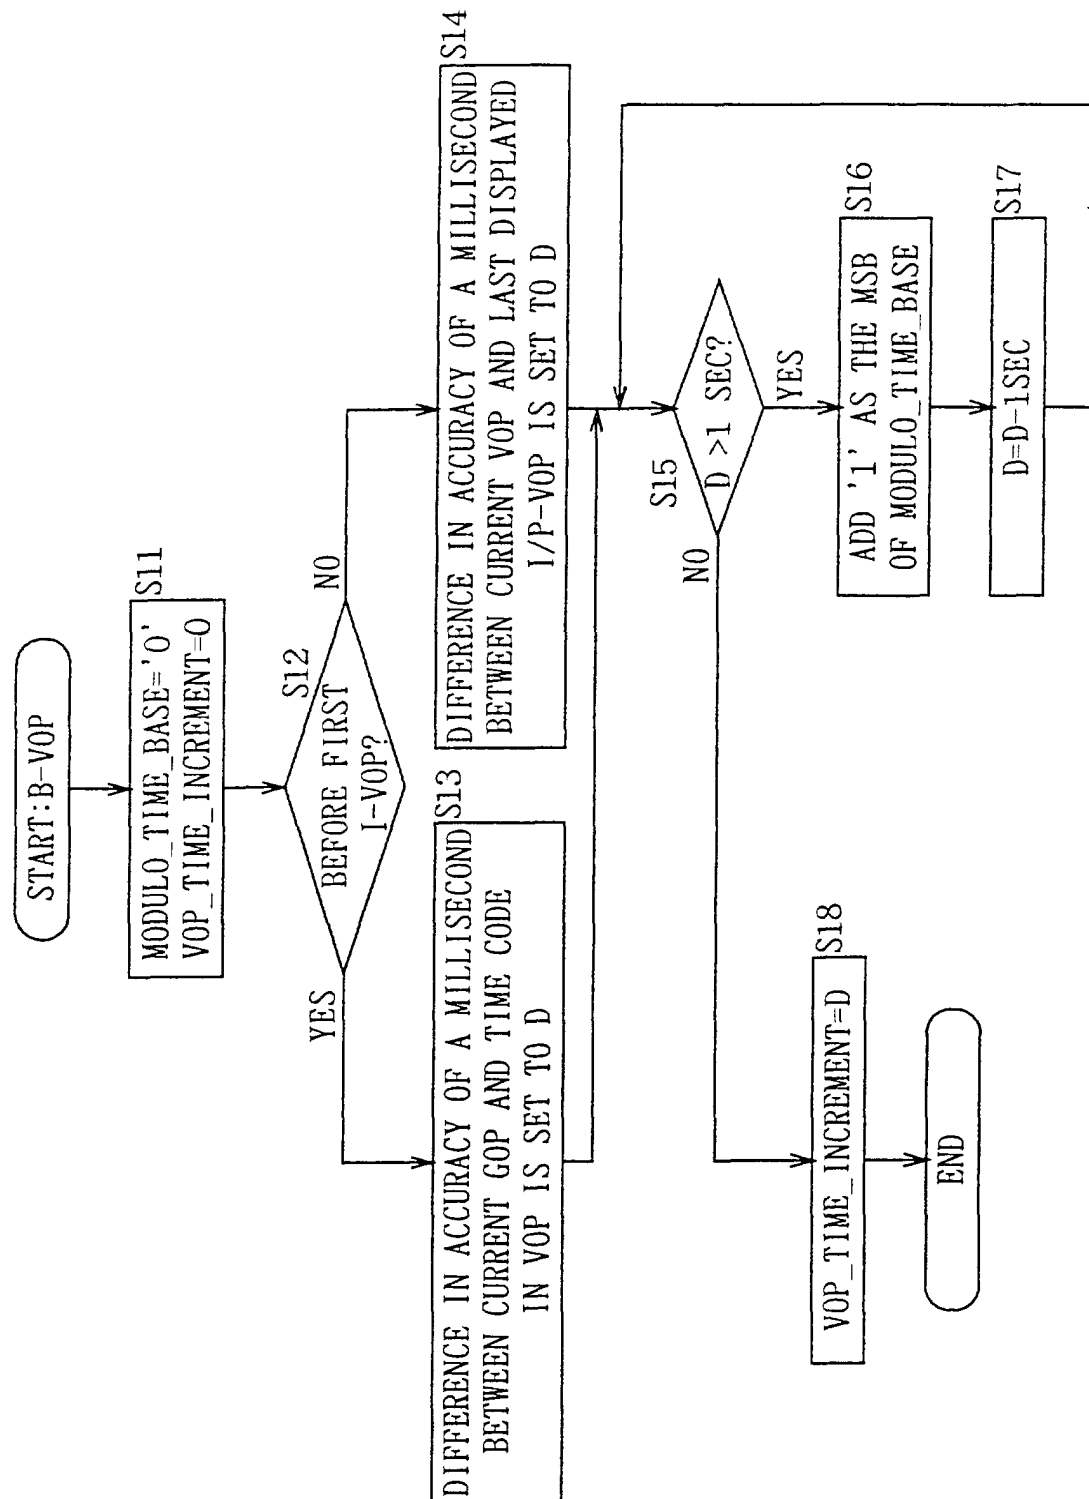 START:B-VOP
S11
MODULO_TIME_BASE='0'
VOP_TIME_INCREMENT=0
S12
BEFORE FIRST
I-VOP?
YES
NO
S13
DIFFERENCE IN ACCURACY OF A MILLISECOND
BETWEEN CURRENT GOP AND TIME CODE
IN VOP IS SET TO D
S14
DIFFERENCE IN ACCURACY OF A MILLISECOND
BETWEEN CURRENT VOP AND LAST DISPLAYED
I/P-VOP IS SET TO D
S15
D >1 SEC?
NO
YES
S16
ADD '1' AS THE MSB
OF MODULO_TIME_BASE
S17
D=D-1SEC
S18
VOP_TIME_INCREMENT=D
END